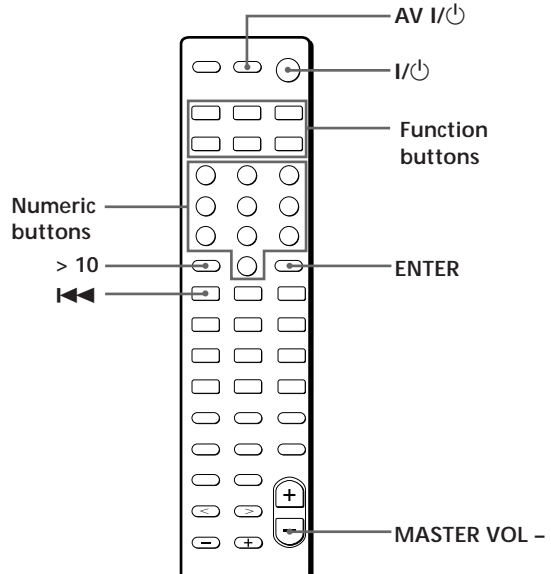 AV I/⏻
I/⏻
Function
buttons
Numeric
buttons
> 10
ENTER
⏮
< >
+
–
– +
MASTER VOL –